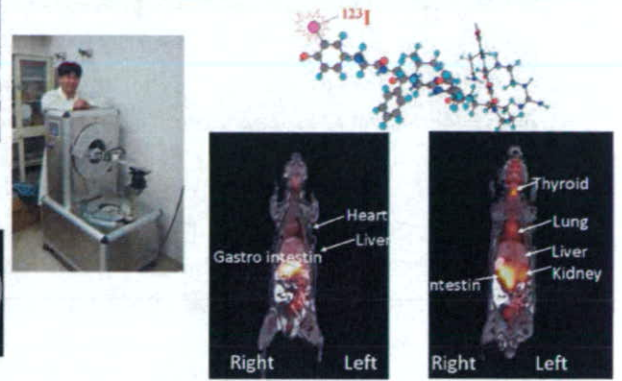 123I
Heart
Liver
Gastro intestin
Right
Left
Thyroid
Lung
Liver
Kidney
ntestin
Right
Left